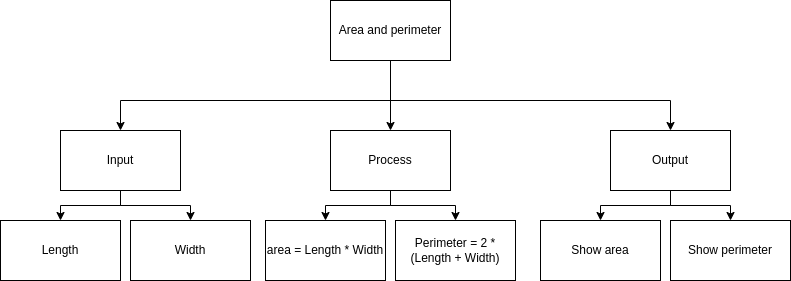 Area and perimeter
Input
Process
Output
Length
Width
area = Length * Width
Perimeter = 2 *
(Length + Width)
Show area
Show perimeter